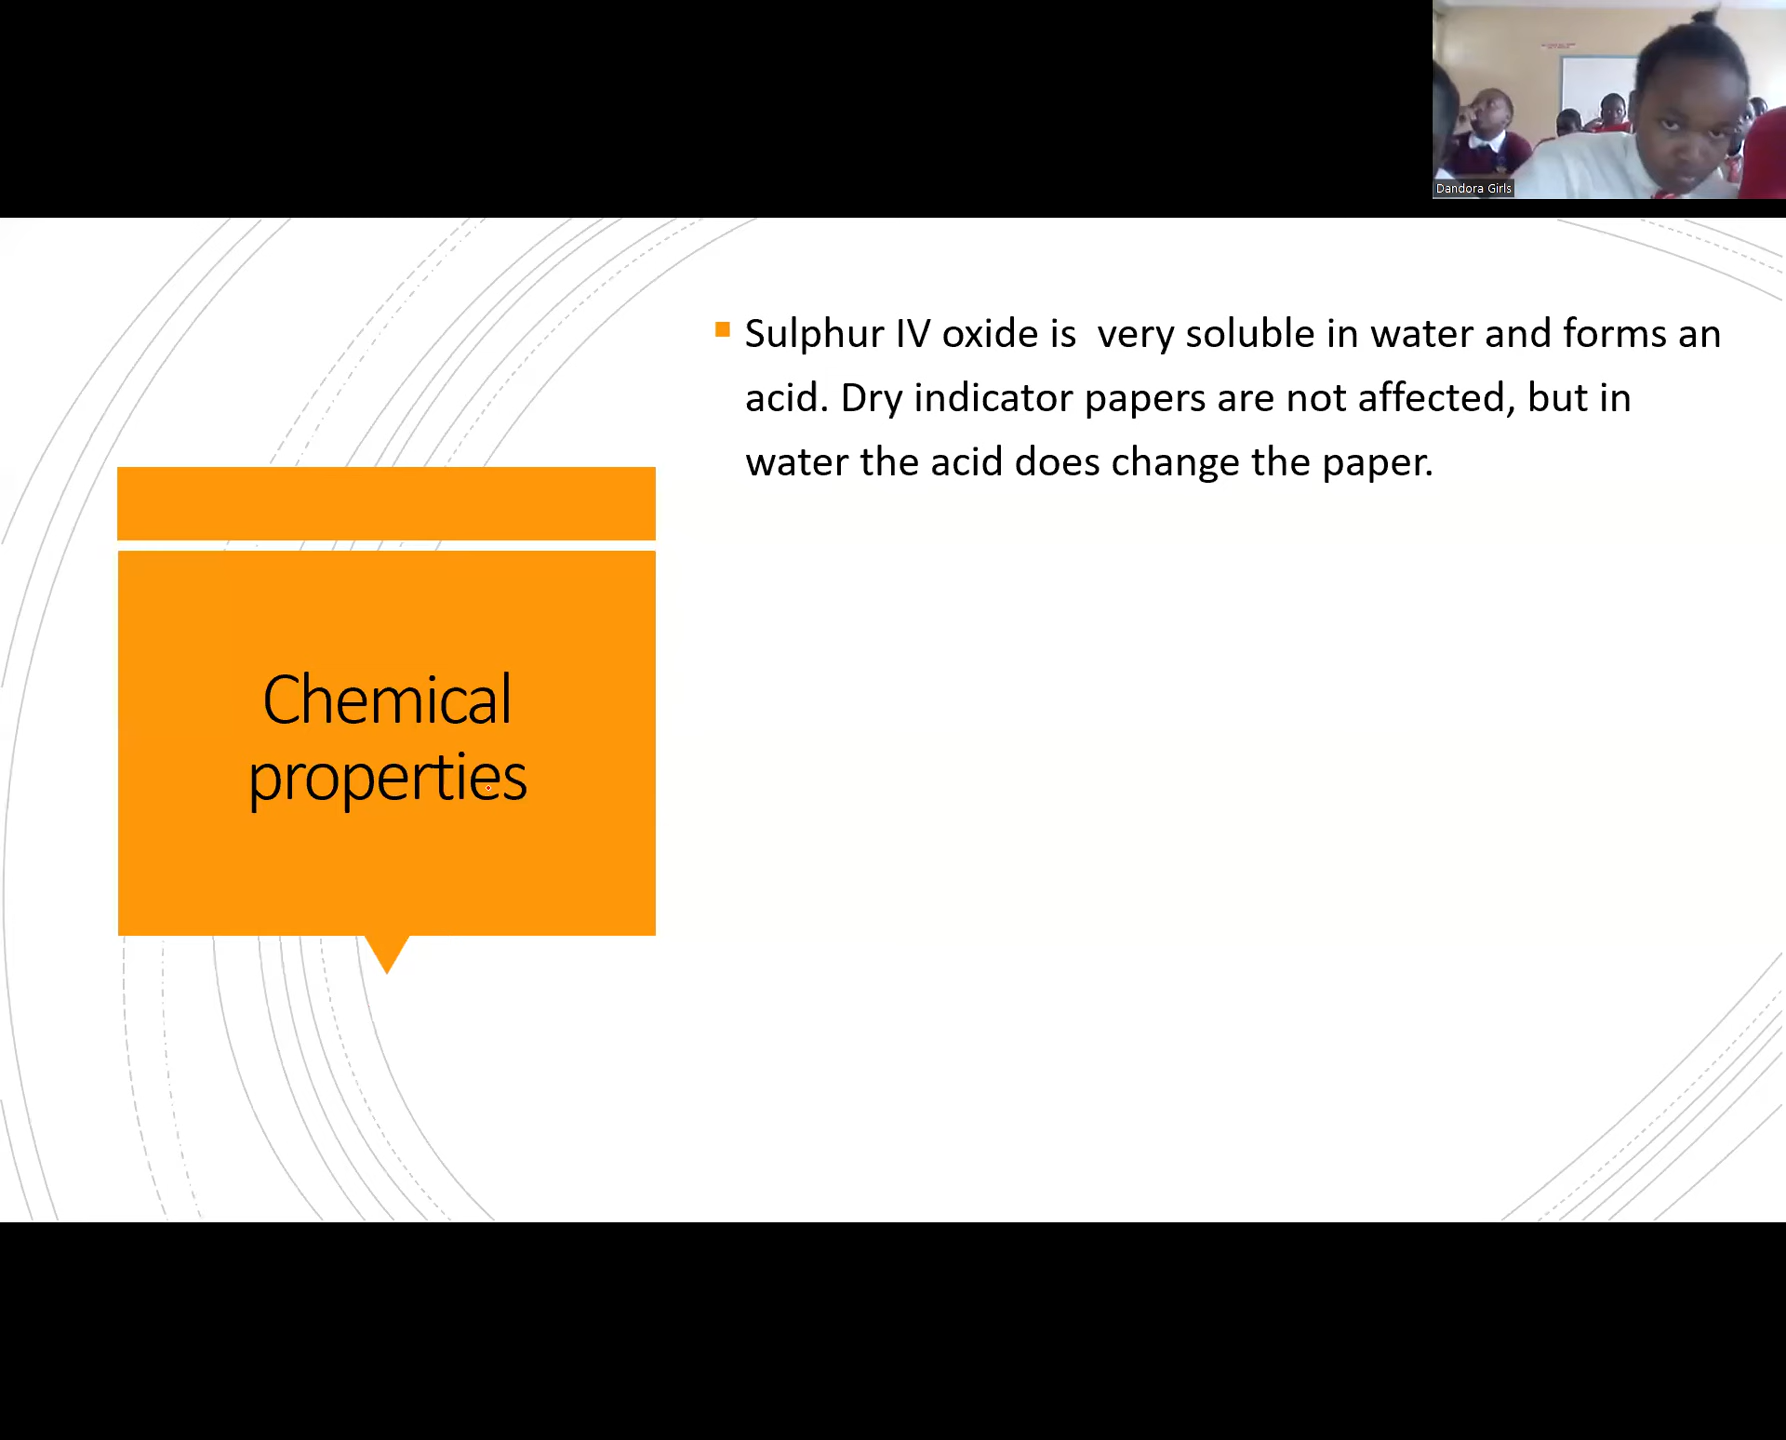 Dandora Girls
Sulphur IV oxide is  very soluble in water and forms an
acid. Dry indicator papers are not affected, but in
water the acid does change the paper.
Chemical
properties